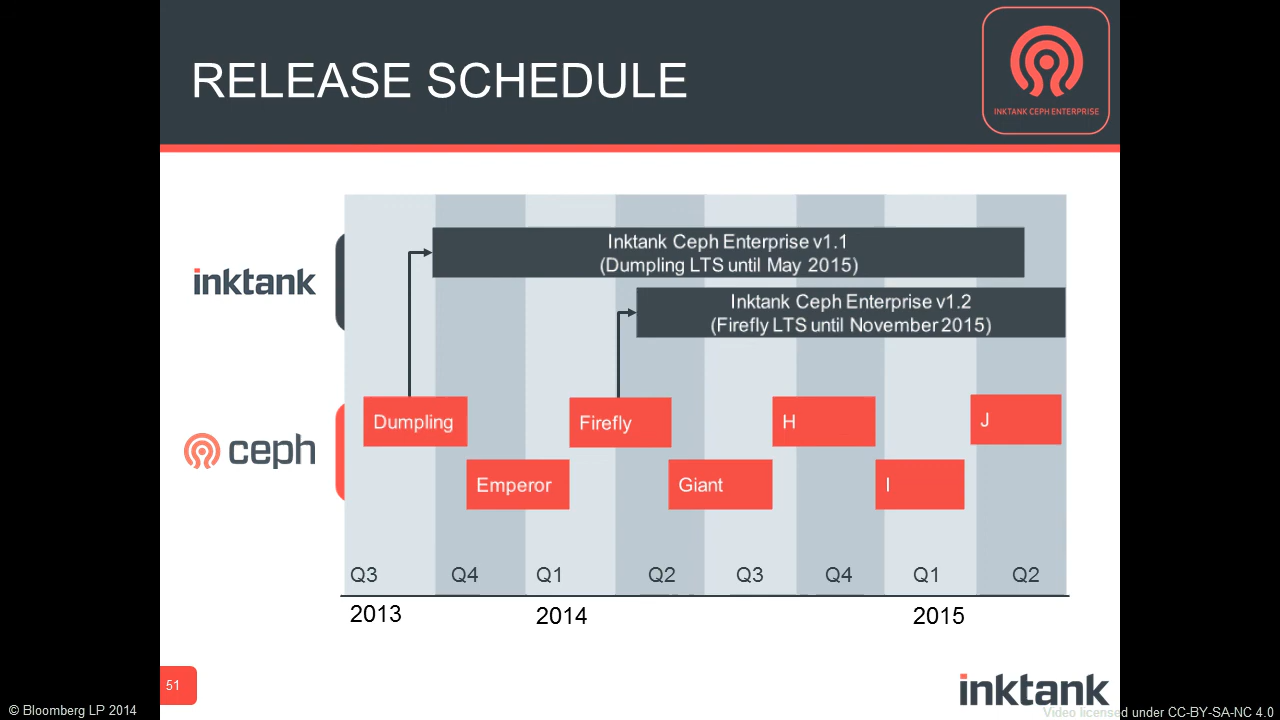 RELEASE SCHEDULE
INKTANK CEPH ENTERPRISE
Inktank Ceph Enterprise v1.1
(Dumpling LTS until May 2015)
inktank
Inktank Ceph Enterprise v1.2
(Firefly LTS until November 2015)
Dumpling
Firefly
H
J
ceph
Emperor
Giant
I
Q3 Q4 Q1 Q2 Q3 Q4 Q1 Q2
2013 2014 2015
51
inktank
© Bloomberg LP 2014
Video licensed under CC-BY-SA-NC 4.0